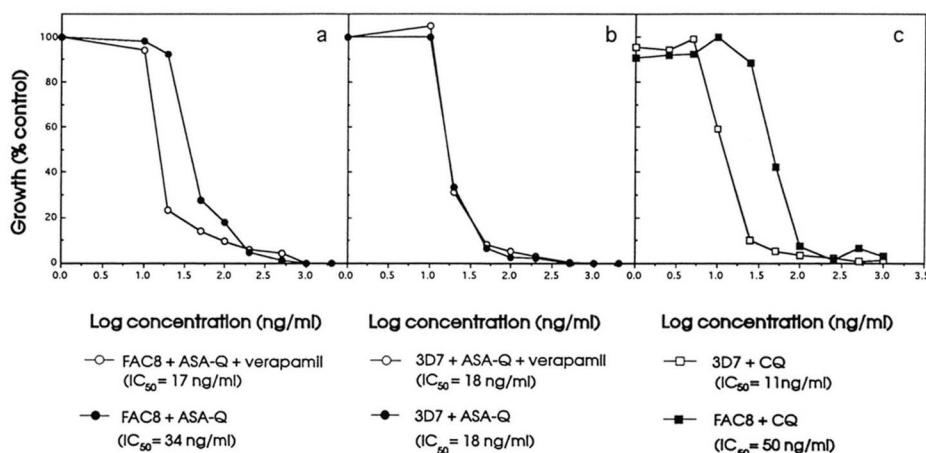 a
b
c
Growth (% control)
100
80
60
40
20
0
0.0 0.5 1.0 1.5 2.0 2.5 3.0 0.0 0.5 1.0 1.5 2.0 2.5 3.0 0.0 0.5 1.0 1.5 2.0 2.5 3.0 3.5
Log concentration (ng/ml) Log concentration (ng/ml) Log concentration (ng/ml)
FAC8 + ASA-Q + verapamil
(IC50 = 17 ng/ml)
FAC8 + ASA-Q
(IC50 = 34 ng/ml)
3D7 + ASA-Q + verapamil
(IC50 = 18 ng/ml)
3D7 + ASA-Q
(IC50 = 18 ng/ml)
3D7 + CQ
(IC50 = 11ng/ml)
FAC8 + CQ
(IC50 = 50 ng/ml)